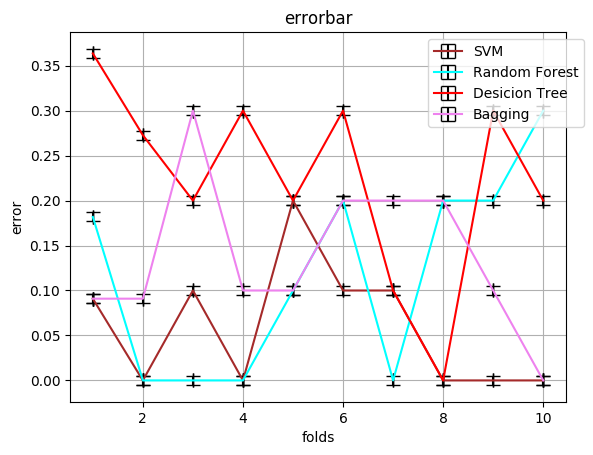 errorbar
SVM
Random Forest
Desicion Tree
Bagging
0.35
0.30
0.25
0.20
0.15
0.10
0.05
0.00
error
2 4 6 8 10
folds